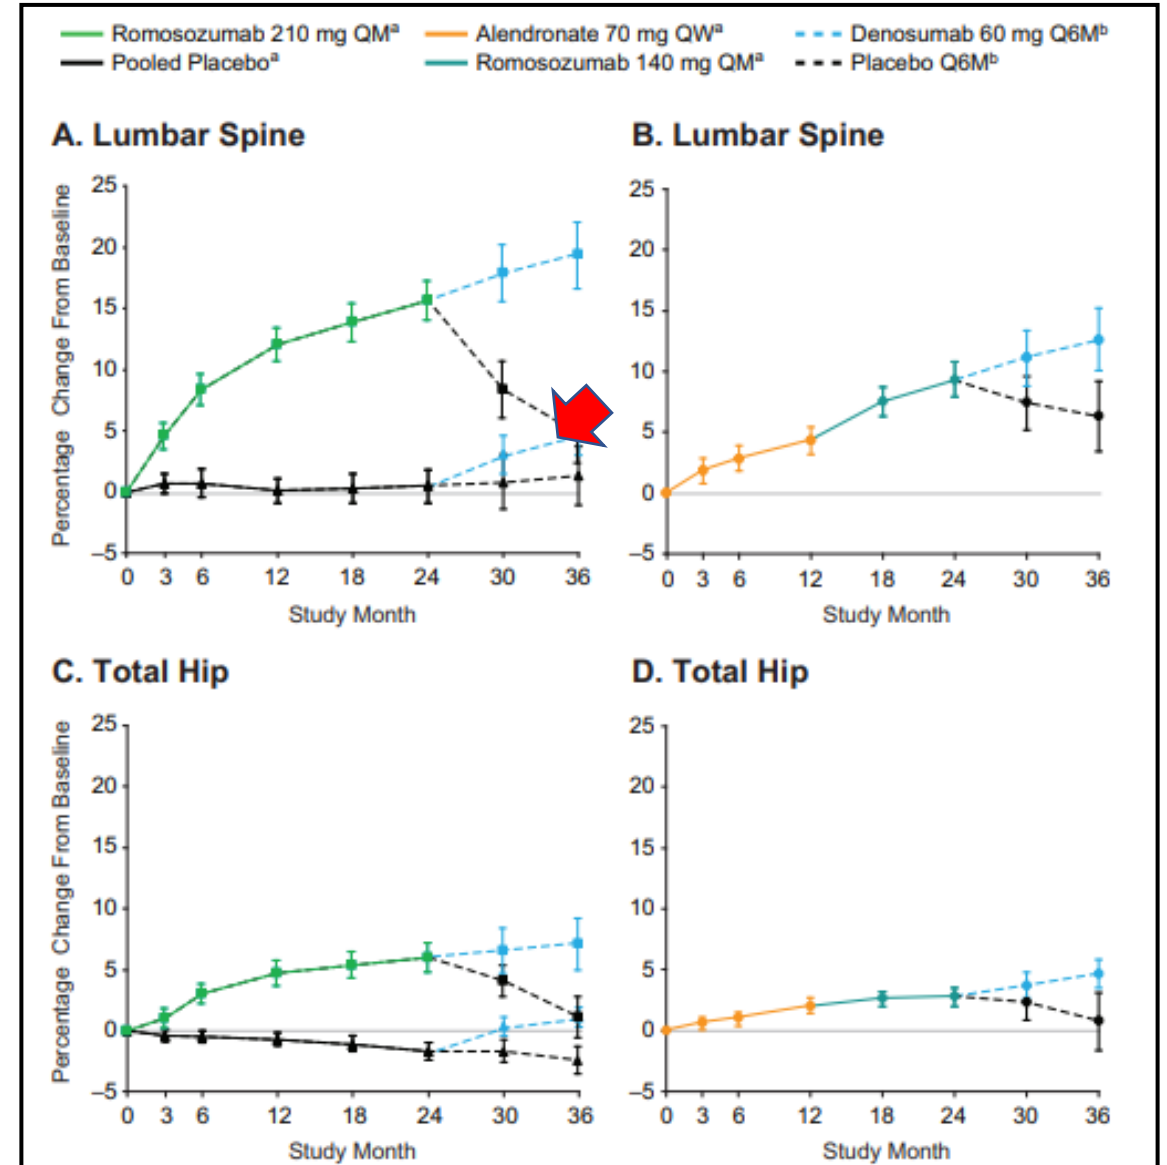 Romosozumab 210 mg QMᵃ Alendronate 70 mg QWᵃ Denosumab 60 mg Q6Mᵇ
Pooled Placeboᵃ Romosozumab 140 mg QMᵃ Placebo Q6Mᵇ
A. Lumbar Spine B. Lumbar Spine
Percentage Change From Baseline
25
20
15
10
5
0
–5
0 3 6 12 18 24 30 36
Study Month
25
20
15
10
5
0
–5
0 3 6 12 18 24 30 36
Study Month
C. Total Hip D. Total Hip
Percentage Change From Baseline
25
20
15
10
5
0
–5
0 3 6 12 18 24 30 36
Study Month
25
20
15
10
5
0
–5
0 3 6 12 18 24 30 36
Study Month